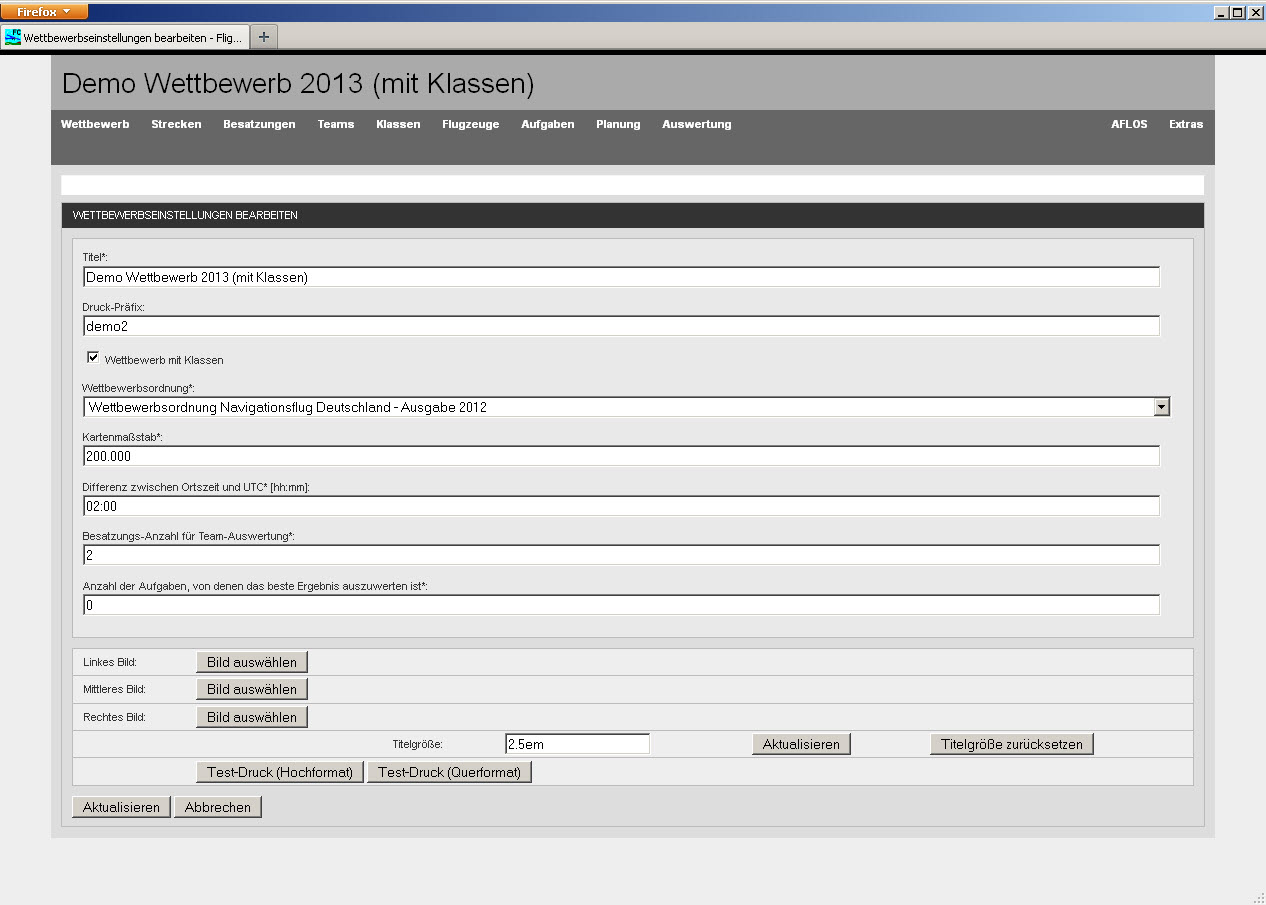 Firefox
Wettbewerbseinstellungen bearbeiten - Flig...
Demo Wettbewerb 2013 (mit Klassen)
Wettbewerb Strecken Besatzungen Teams Klassen Flugzeuge Aufgaben Planung Auswertung AFLOS Extras
WETTBEWERBSEINSTELLUNGEN BEARBEITEN
Titel*:
Demo Wettbewerb 2013 (mit Klassen)
Druck-Präfix:
demo2
Wettbewerb mit Klassen
Wettbewerbsordnung*:
Wettbewerbsordnung Navigationsflug Deutschland - Ausgabe 2012
Kartenmaßstab*:
200.000
Differenz zwischen Ortszeit und UTC* [hh:mm]:
02:00
Besatzungs-Anzahl für Team-Auswertung*:
2
Anzahl der Aufgaben, von denen das beste Ergebnis auszuwerten ist*:
0
Linkes Bild: Bild auswählen
Mittleres Bild: Bild auswählen
Rechtes Bild: Bild auswählen
Titelgröße: 2.5em Aktualisieren Titelgröße zurücksetzen
Test-Druck (Hochformat) Test-Druck (Querformat)
Aktualisieren Abbrechen